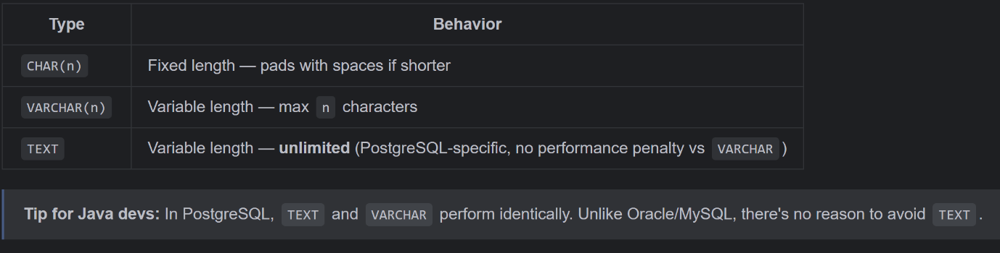 Type Behavior
CHAR(n) Fixed length — pads with spaces if shorter
VARCHAR(n) Variable length — max n characters
TEXT Variable length — unlimited (PostgreSQL-specific, no performance penalty vs VARCHAR )
Tip for Java devs: In PostgreSQL, TEXT and VARCHAR perform identically. Unlike Oracle/MySQL, there's no reason to avoid TEXT .